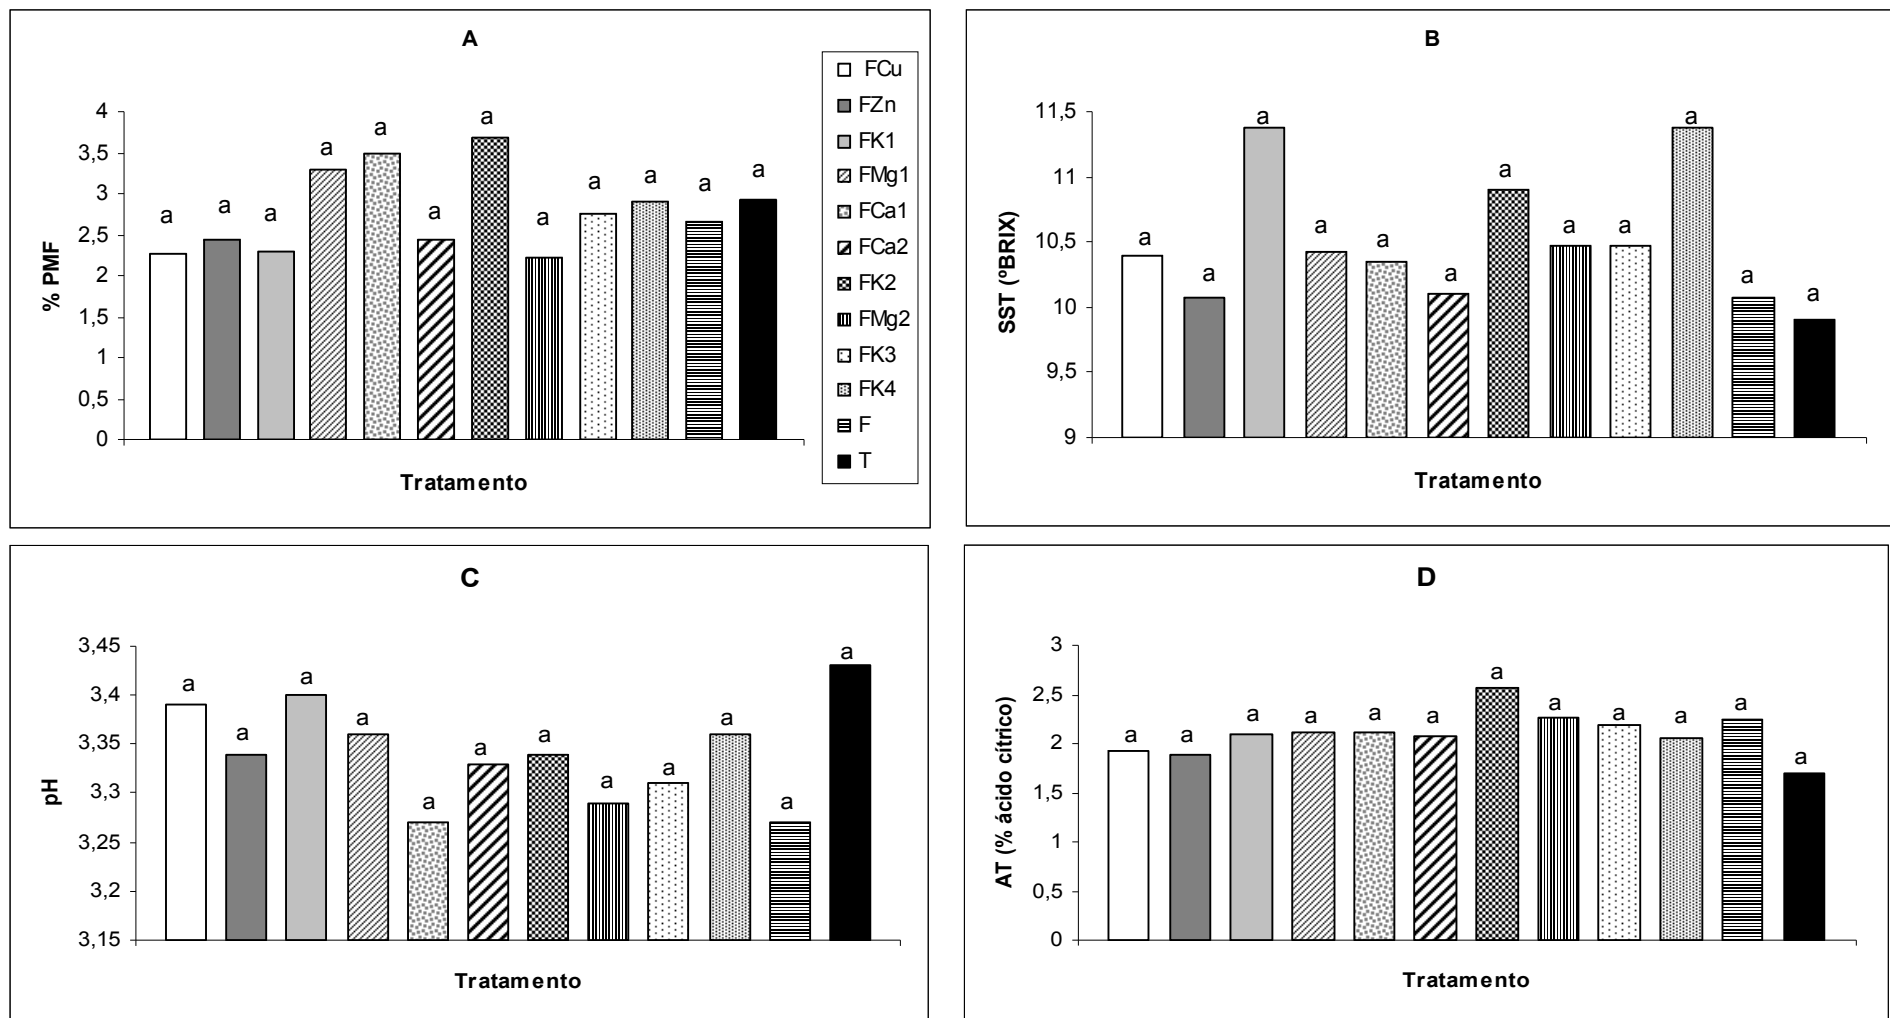 A
% PMF
4
3,5
3
2,5
2
1,5
1
0,5
0
a a a a a a a a a a a a
Tratamento
FCu
FZn
FK1
FMg1
FCa1
FCa2
FK2
FMg2
FK3
FK4
F
T
B
SST (ºBRIX)
11,5
11
10,5
10
9,5
9
a a a a a a a a a a a a
Tratamento
C
pH
3,45
3,4
3,35
3,3
3,25
3,2
3,15
a a a a a a a a a a a a
Tratamento
D
AT (% ácido cítrico)
3
2,5
2
1,5
1
0,5
0
a a a a a a a a a a a a
Tratamento